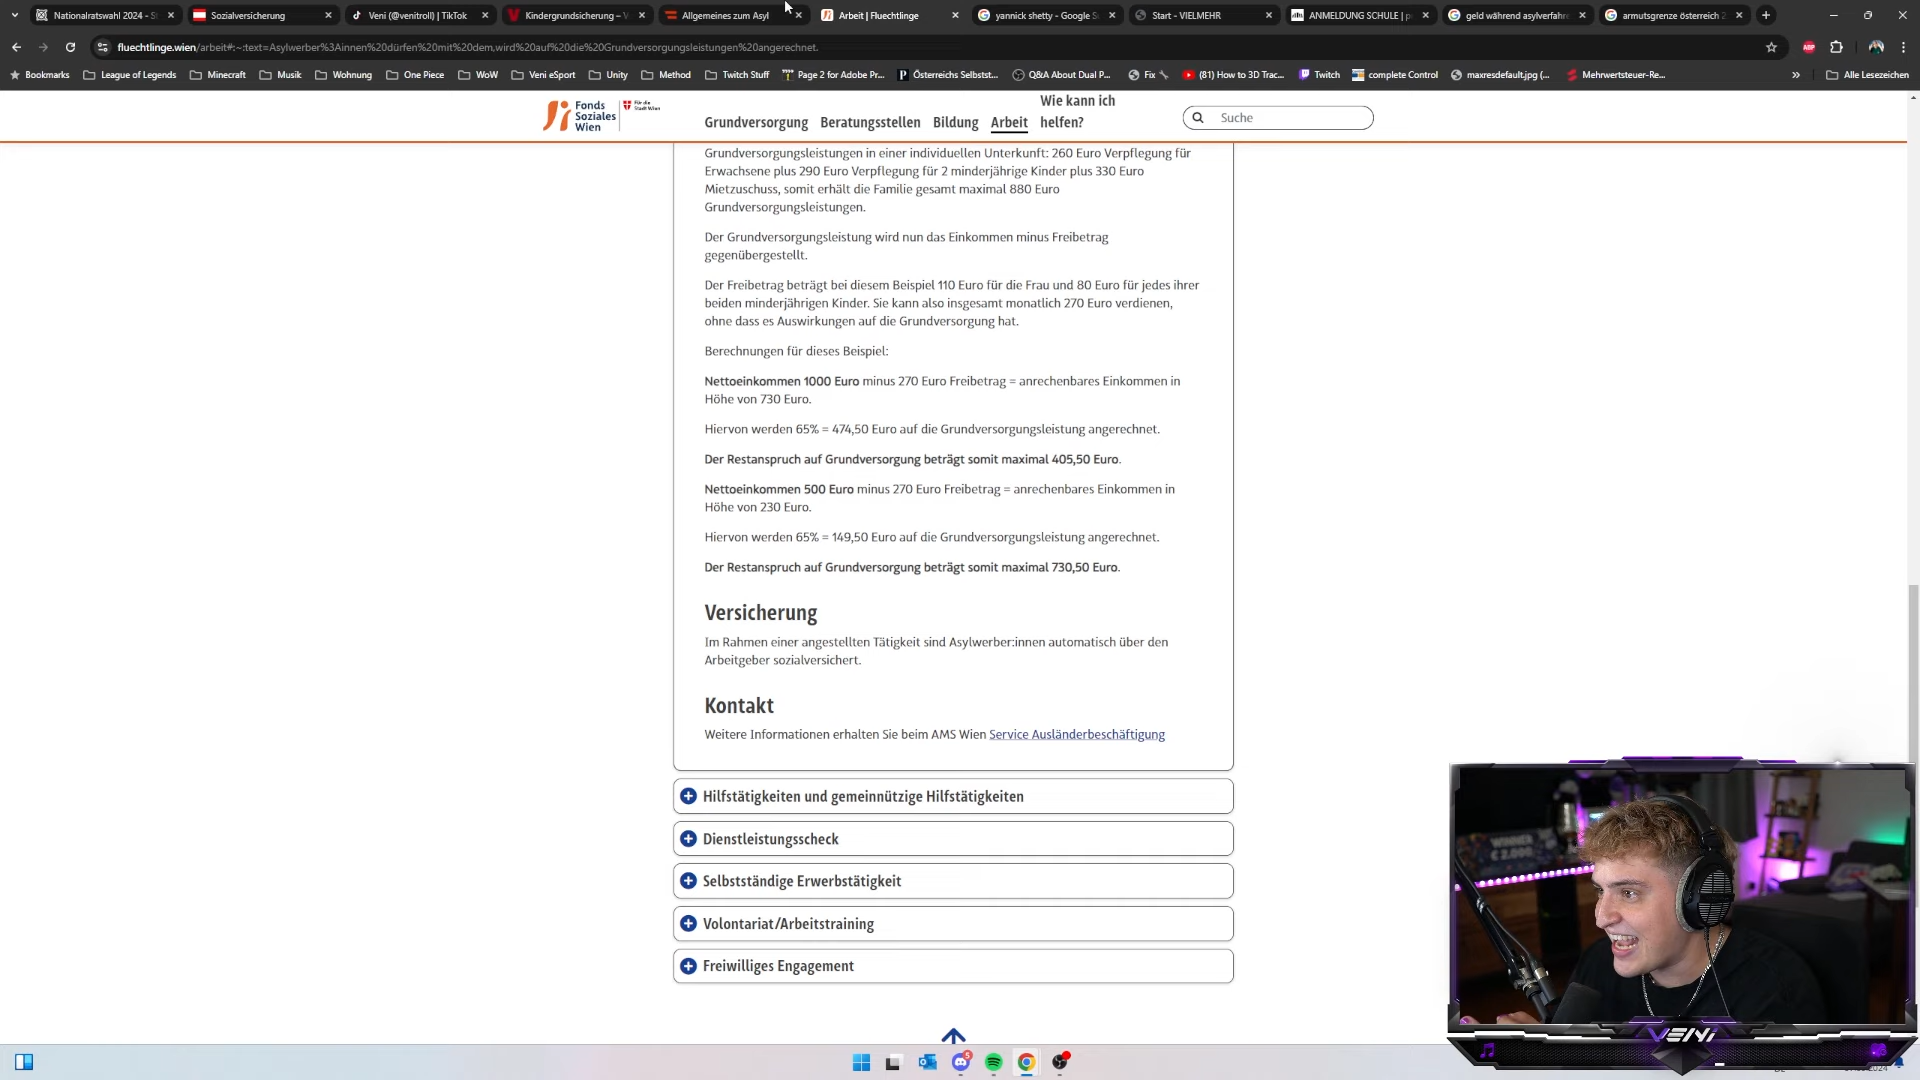 Nationalratswahl 2024 - S
Sozialversicherung
Veni (@venitroll) | TikTok
Kindergrundsicherung – V
Allgemeines zum Asyl
Arbeit | Fluechtlinge
yannick shetty - Google S
Start - VIELMEHR
ANMELDUNG SCHULE | p
geld während asylverfahre
armutsgrenze österreich 2
fluechtlinge.wien/arbeit#:~:text=Asylwerber%3Ainnen%20dürfen%20mit%20dem,wird%20auf%20die%20Grundversorgungsleistungen%20angerechnet.
ABP
Bookmarks
League of Legends
Minecraft
Musik
Wohnung
One Piece
WoW
Veni eSport
Unity
Method
Twitch Stuff
Page 2 for Adobe Pr...
Österreichs Selbstst...
Q&A About Dual P...
Fix
(81) How to 3D Trac...
Twitch
complete Control
maxresdefault.jpg (...
Mehrwertsteuer-Re...
»
Alle Lesezeichen
Fonds
Soziales
Wien
Für die
Stadt Wien
Grundversorgung
Beratungsstellen
Bildung
Arbeit
Wie kann ich
helfen?
Suche
Grundversorgungsleistungen in einer individuellen Unterkunft: 260 Euro Verpflegung für
Erwachsene plus 290 Euro Verpflegung für 2 minderjährige Kinder plus 330 Euro
Mietzuschuss, somit erhält die Familie gesamt maximal 880 Euro
Grundversorgungsleistungen.
Der Grundversorgungsleistung wird nun das Einkommen minus Freibetrag
gegenübergestellt.
Der Freibetrag beträgt bei diesem Beispiel 110 Euro für die Frau und 80 Euro für jedes ihrer
beiden minderjährigen Kinder. Sie kann also insgesamt monatlich 270 Euro verdienen,
ohne dass es Auswirkungen auf die Grundversorgung hat.
Berechnungen für dieses Beispiel:
Nettoeinkommen 1000 Euro minus 270 Euro Freibetrag = anrechenbares Einkommen in
Höhe von 730 Euro.
Hiervon werden 65% = 474,50 Euro auf die Grundversorgungsleistung angerechnet.
Der Restanspruch auf Grundversorgung beträgt somit maximal 405,50 Euro.
Nettoeinkommen 500 Euro minus 270 Euro Freibetrag = anrechenbares Einkommen in
Höhe von 230 Euro.
Hiervon werden 65% = 149,50 Euro auf die Grundversorgungsleistung angerechnet.
Der Restanspruch auf Grundversorgung beträgt somit maximal 730,50 Euro.
Versicherung
Im Rahmen einer angestellten Tätigkeit sind Asylwerber:innen automatisch über den
Arbeitgeber sozialversichert.
Kontakt
Weitere Informationen erhalten Sie beim AMS Wien Service Ausländerbeschäftigung
Hilfstätigkeiten und gemeinnützige Hilfstätigkeiten
Dienstleistungsscheck
Selbstständige Erwerbstätigkeit
Volontariat/Arbeitstraining
Freiwilliges Engagement
WINNER
€ 2.000
VENI
5